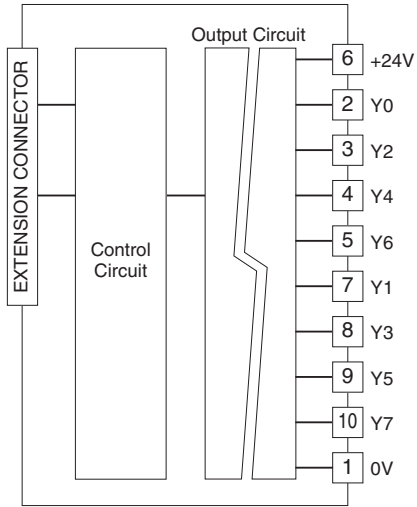 Output Circuit
EXTENSION CONNECTOR
Control
Circuit
6 +24V
2 Y0
3 Y2
4 Y4
5 Y6
7 Y1
8 Y3
9 Y5
10 Y7
1 0V